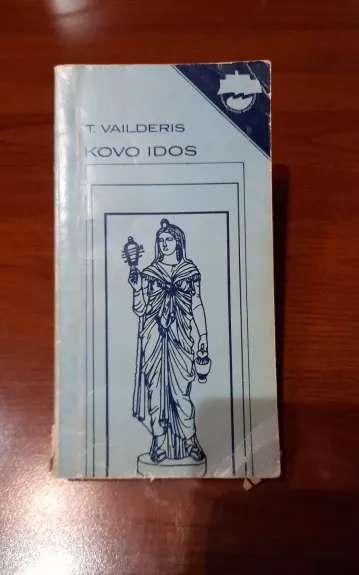 T. VAILDERIS
KOVO IDOS